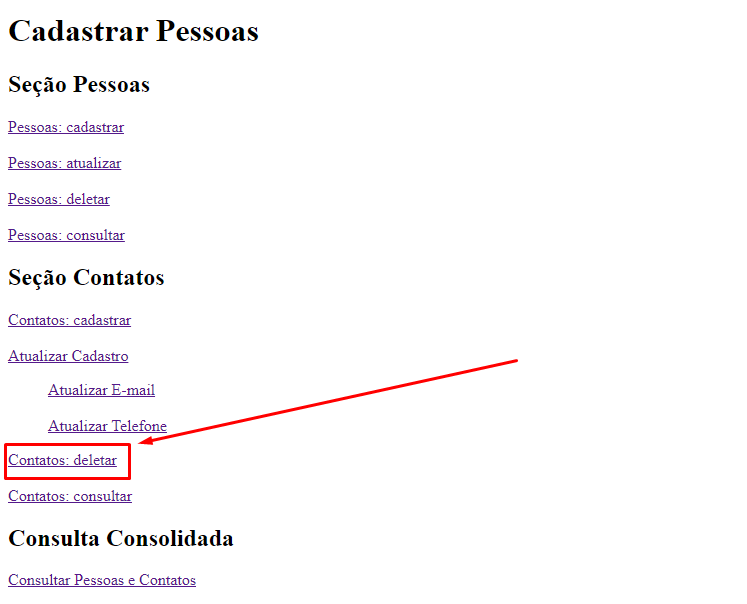 Cadastrar Pessoas
Seção Pessoas
Pessoas: cadastrar
Pessoas: atualizar
Pessoas: deletar
Pessoas: consultar
Seção Contatos
Contatos: cadastrar
Atualizar Cadastro
Atualizar E-mail
Atualizar Telefone
Contatos: deletar
Contatos: consultar
Consulta Consolidada
Consultar Pessoas e Contatos